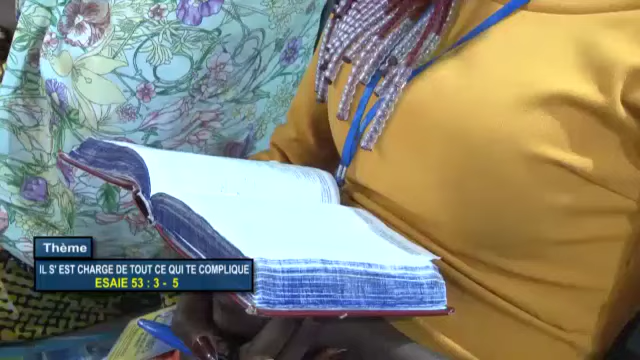 Thème
IL S' EST CHARGE DE TOUT CE QUI TE COMPLIQUE
ESAIE 53 : 3 - 5